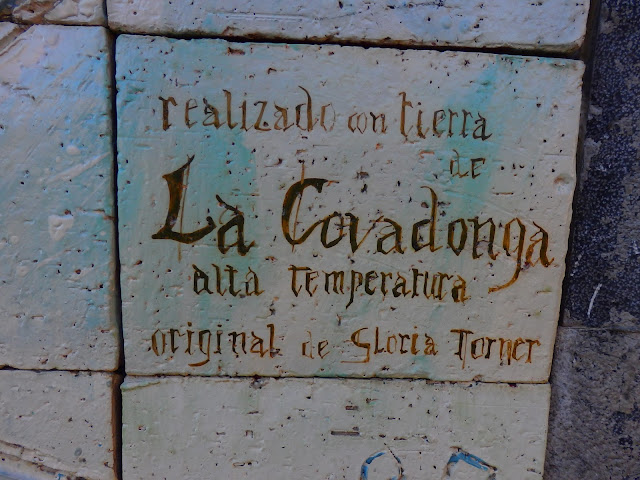 realizado con tierra
de
La Covadonga
alta temperatura
original de Gloria Torner